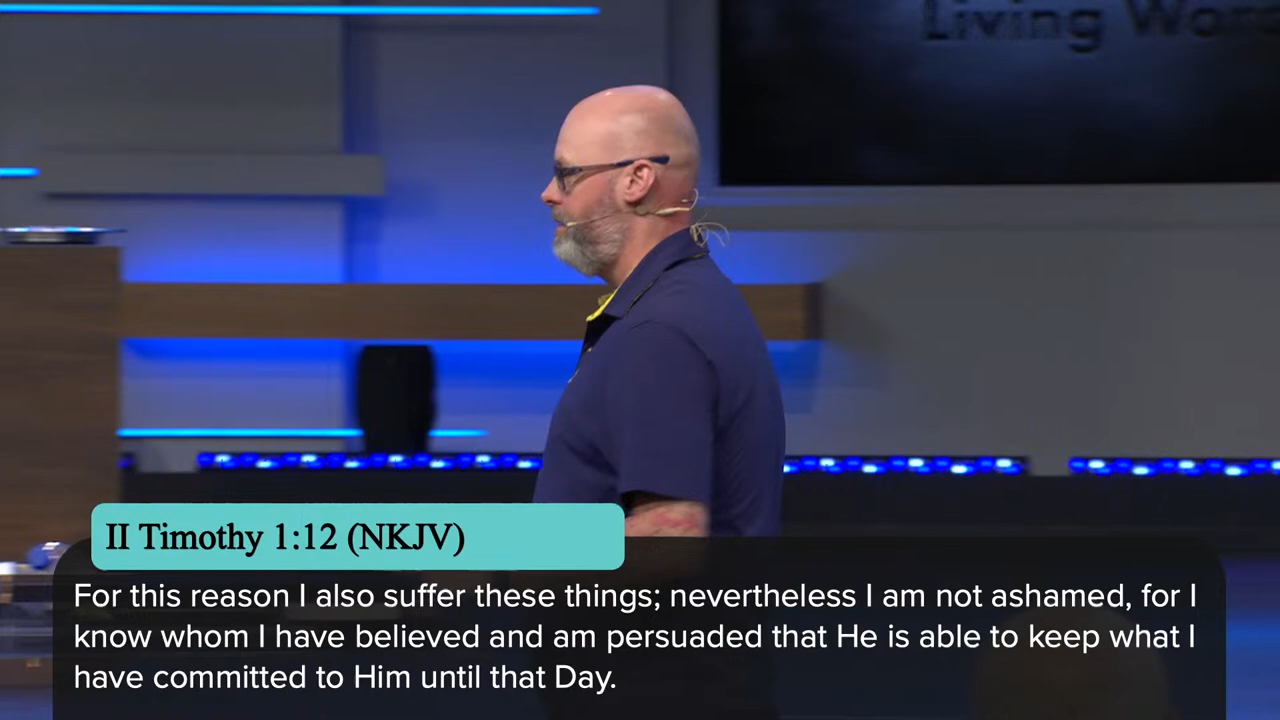 Living Wor
II Timothy 1:12 (NKJV)
For this reason I also suffer these things; nevertheless I am not ashamed, for I
know whom I have believed and am persuaded that He is able to keep what I
have committed to Him until that Day.